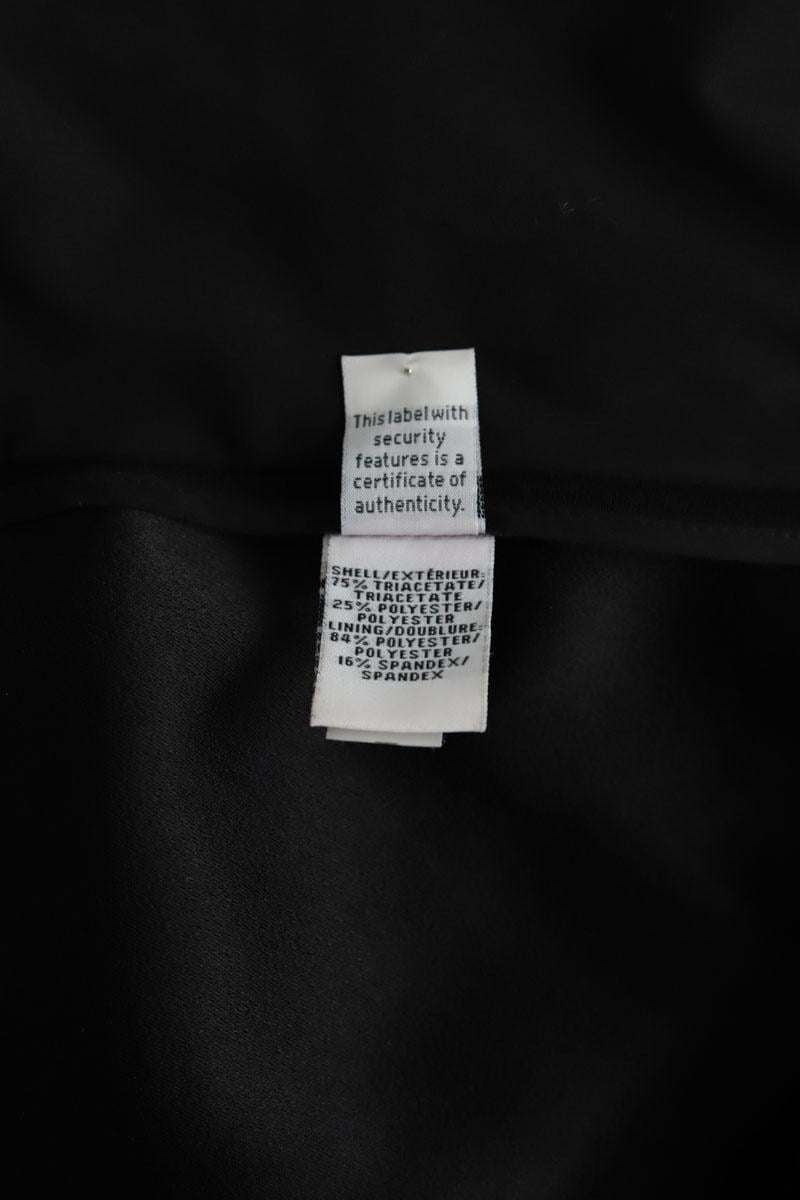 This label with
security
features is a
certificate of
authenticity.
SHELL/EXTÉRIEUR:
75% TRIACETATE/
TRIACETATE
25% POLYESTER/
POLYESTER
LINING/DOUBLURE:
84% POLYESTER/
POLYESTER
16% SPANDEX/
SPANDEX